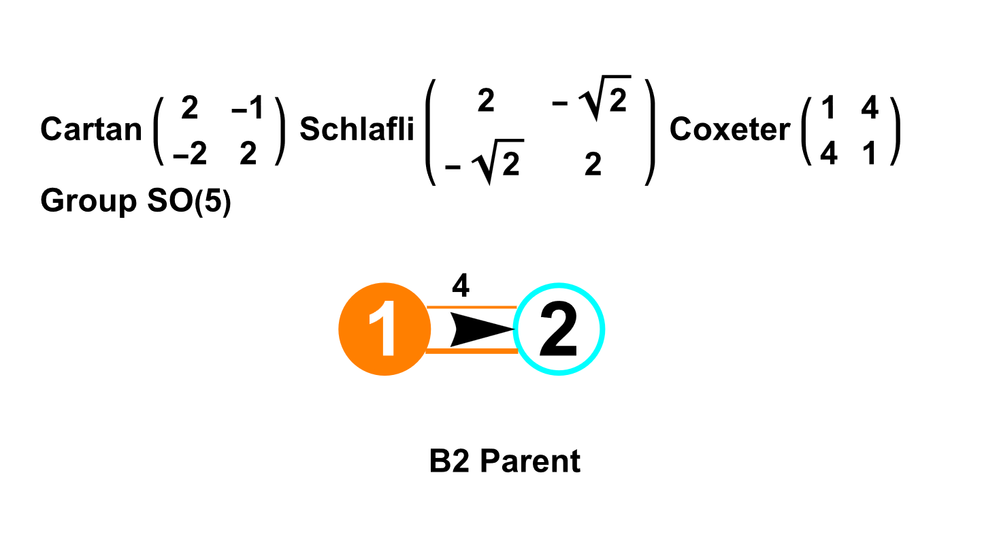 Cartan ( 2 –1 –2 2 ) Schlafli ( 2 – √2 – √2 2 ) Coxeter ( 1 4 4 1 )
Group SO(5)
4
1 2
B2 Parent